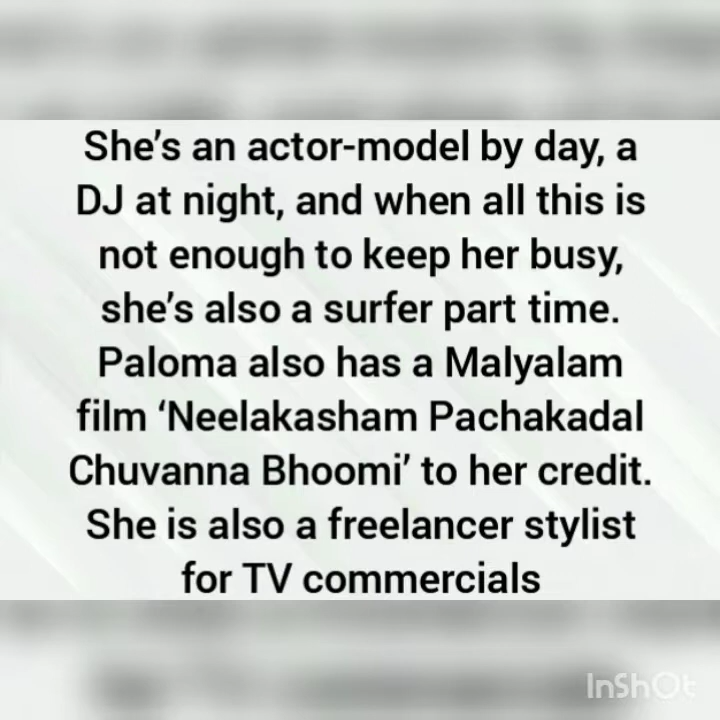 She's an actor-model by day, a
DJ at night, and when all this is
not enough to keep her busy,
she's also a surfer part time.
Paloma also has a Malyalam
film ‘Neelakasham Pachakadal
Chuvanna Bhoomi’ to her credit.
She is also a freelancer stylist
for TV commercials
InShOt